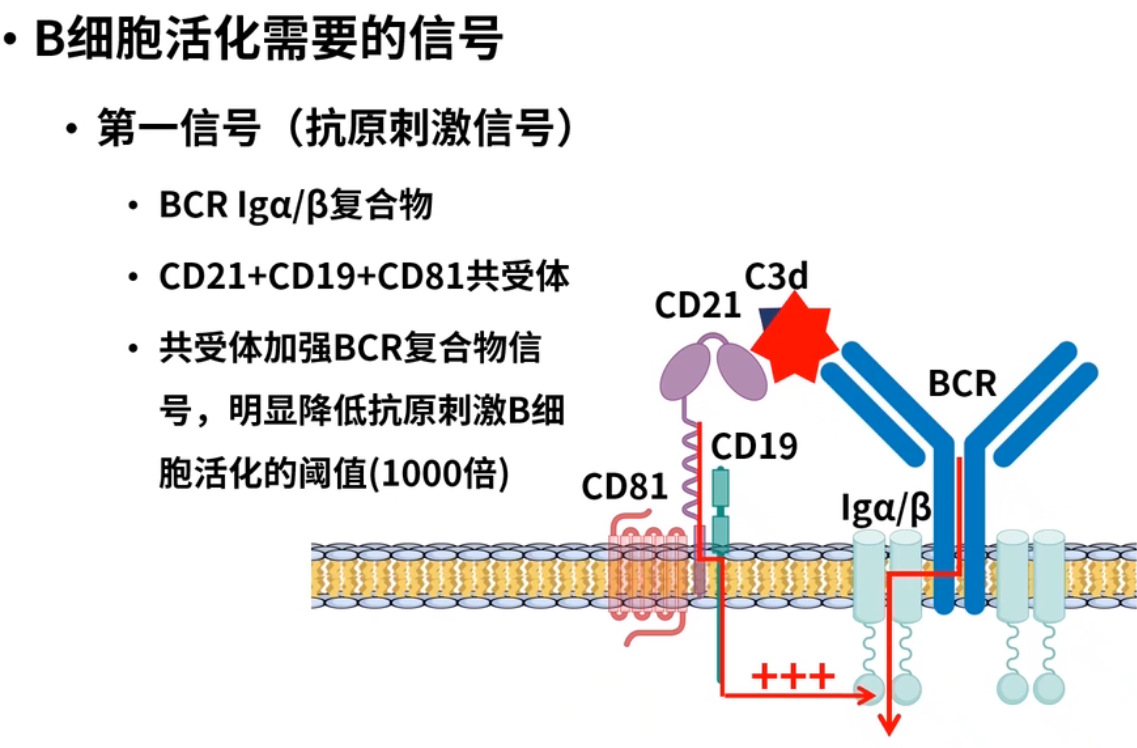 • B细胞活化需要的信号
• 第一信号（抗原刺激信号）
• BCR Igα/β复合物
• CD21+CD19+CD81共受体
• 共受体加强BCR复合物信
号，明显降低抗原刺激B细
胞活化的阈值(1000倍)
C3d
CD21
BCR
CD19
CD81
Igα/β
+++